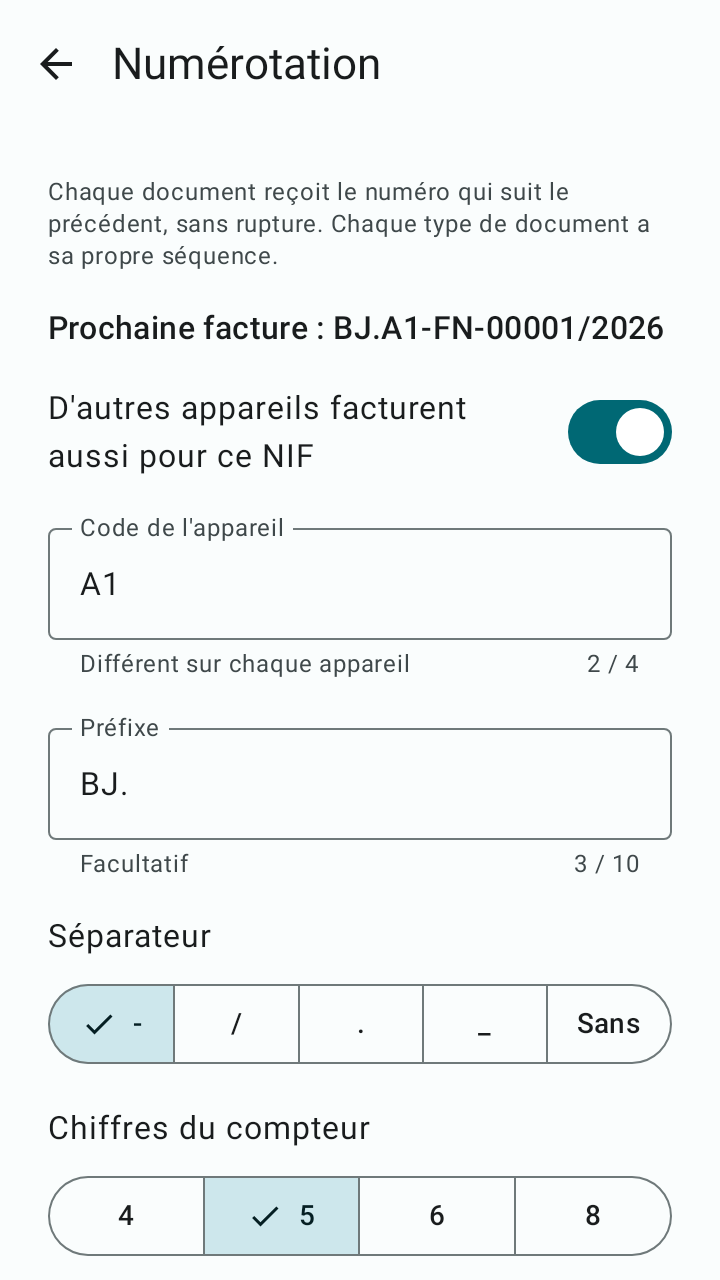 Numérotation
Chaque document reçoit le numéro qui suit le
précédent, sans rupture. Chaque type de document a
sa propre séquence.
Prochaine facture : BJ.A1-FN-00001/2026
D'autres appareils facturent
aussi pour ce NIF
Code de l'appareil
A1
Différent sur chaque appareil 2 / 4
Préfixe
BJ.
Facultatif 3 / 10
Séparateur
- / . _ Sans
Chiffres du compteur
4 5 6 8